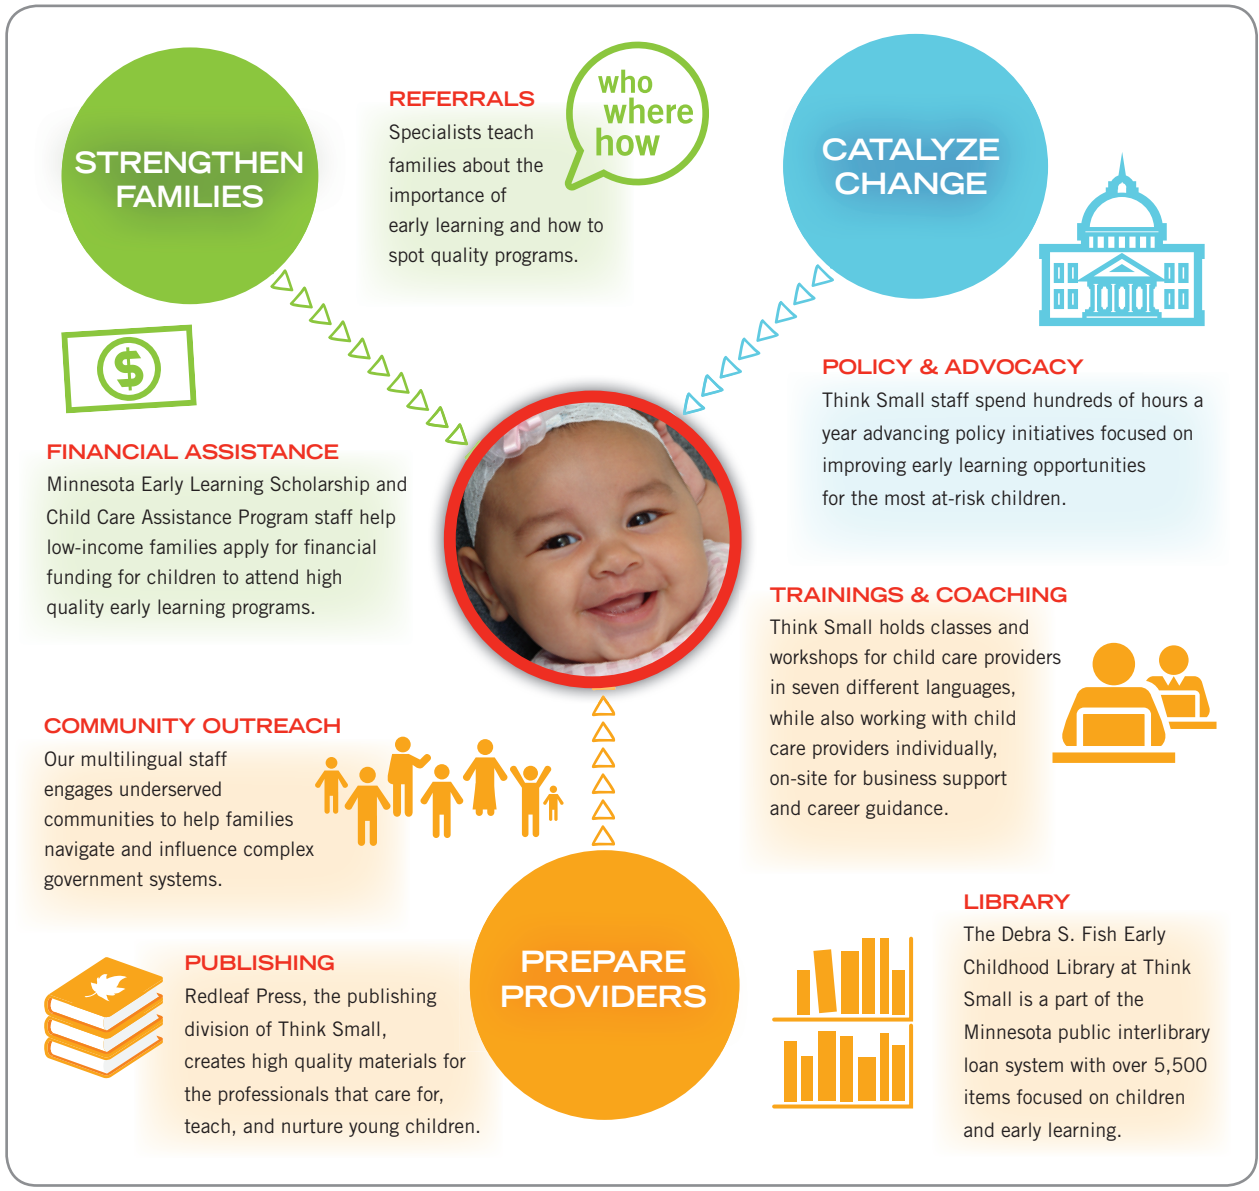 STRENGTHEN
FAMILIES
REFERRALS
Specialists teach
families about the
importance of
early learning and how to
spot quality programs.
who
where
how
CATALYZE
CHANGE
$
FINANCIAL ASSISTANCE
Minnesota Early Learning Scholarship and
Child Care Assistance Program staff help
low-income families apply for financial
funding for children to attend high
quality early learning programs.
POLICY & ADVOCACY
Think Small staff spend hundreds of hours a
year advancing policy initiatives focused on
improving early learning opportunities
for the most at-risk children.
TRAININGS & COACHING
Think Small holds classes and
workshops for child care providers
in seven different languages,
while also working with child
care providers individually,
on-site for business support
and career guidance.
COMMUNITY OUTREACH
Our multilingual staff
engages underserved
communities to help families
navigate and influence complex
government systems.
PUBLISHING
Redleaf Press, the publishing
division of Think Small,
creates high quality materials for
the professionals that care for,
teach, and nurture young children.
PREPARE
PROVIDERS
LIBRARY
The Debra S. Fish Early
Childhood Library at Think
Small is a part of the
Minnesota public interlibrary
loan system with over 5,500
items focused on children
and early learning.